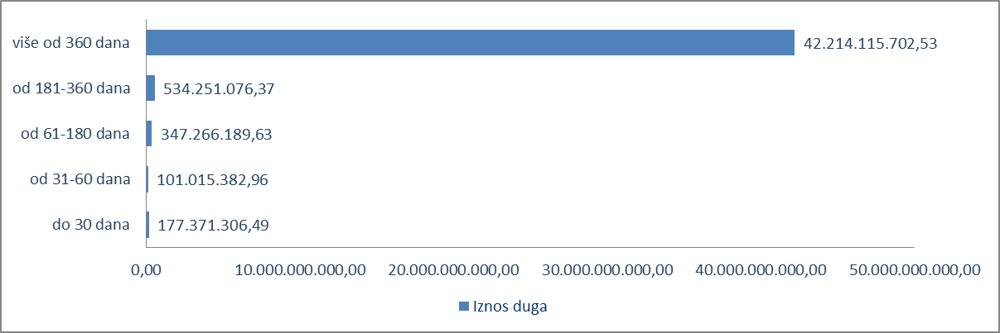 više od 360 dana 42.214.115.702,53
od 181-360 dana 534.251.076,37
od 61-180 dana 347.266.189,63
od 31-60 dana 101.015.382,96
do 30 dana 177.371.306,49
0,00 10.000.000.000,00 20.000.000.000,00 30.000.000.000,00 40.000.000.000,00 50.000.000.000,00
Iznos duga